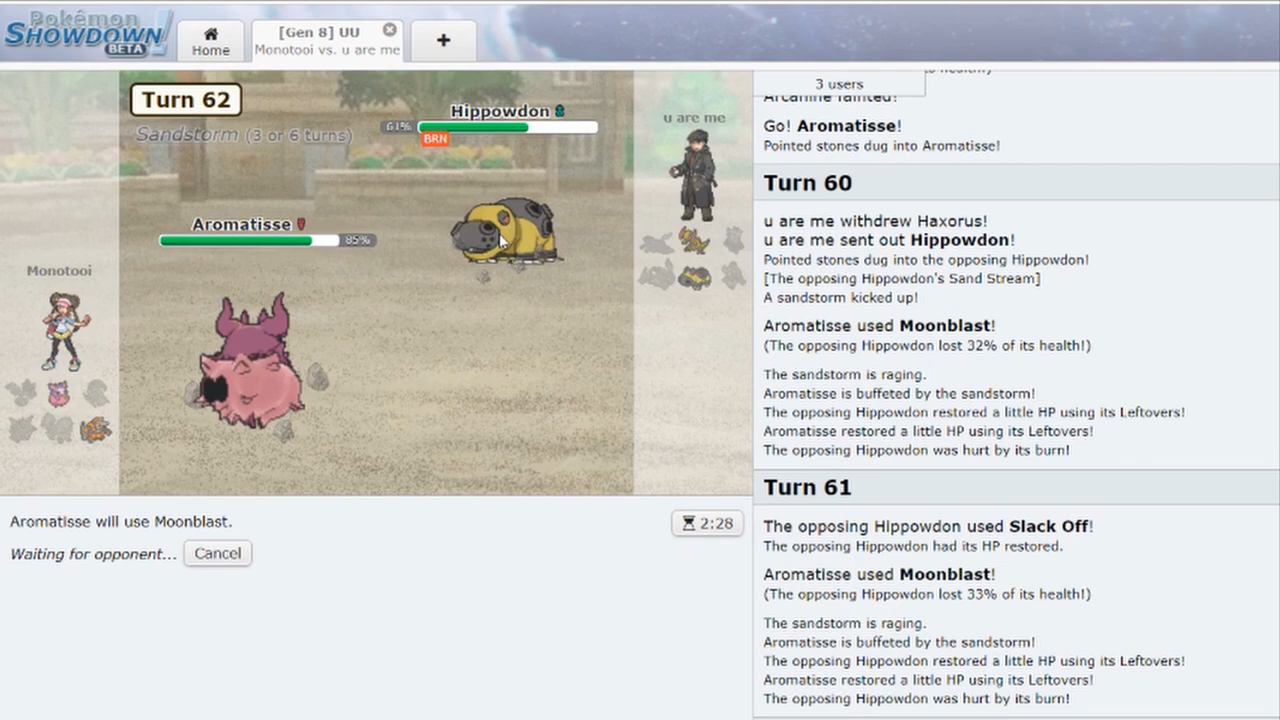 Pokémon
SHOWDOWN!
BETA
Home
[Gen 8] UU
Monotooi vs. u are me
+
Turn 62
Sandstorm (3 or 6 turns)
Hippowdon
61%
BRN
Aromatisse
85%
Monotooi
u are me
Aromatisse will use Moonblast.
2:28
Waiting for opponent...
Cancel
3 users
Arcanine fainted!
Go! Aromatisse!
Pointed stones dug into Aromatisse!
Turn 60
u are me withdrew Haxorus!
u are me sent out Hippowdon!
Pointed stones dug into the opposing Hippowdon!
[The opposing Hippowdon's Sand Stream]
A sandstorm kicked up!
Aromatisse used Moonblast!
(The opposing Hippowdon lost 32% of its health!)
The sandstorm is raging.
Aromatisse is buffeted by the sandstorm!
The opposing Hippowdon restored a little HP using its Leftovers!
Aromatisse restored a little HP using its Leftovers!
The opposing Hippowdon was hurt by its burn!
Turn 61
The opposing Hippowdon used Slack Off!
The opposing Hippowdon had its HP restored.
Aromatisse used Moonblast!
(The opposing Hippowdon lost 33% of its health!)
The sandstorm is raging.
Aromatisse is buffeted by the sandstorm!
The opposing Hippowdon restored a little HP using its Leftovers!
Aromatisse restored a little HP using its Leftovers!
The opposing Hippowdon was hurt by its burn!